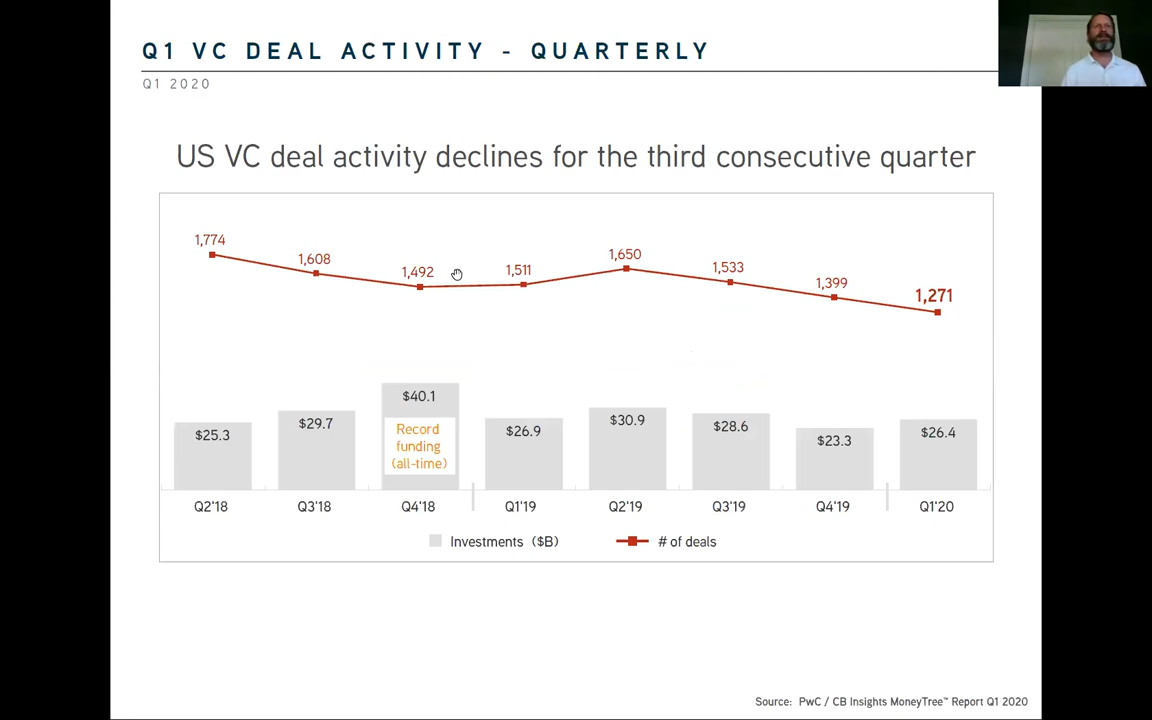 Q1 VC DEAL ACTIVITY - QUARTERLY
Q1 2020
US VC deal activity declines for the third consecutive quarter
1,774
1,608
1,492
1,511
1,650
1,533
1,399
1,271
$25.3
$29.7
$40.1
Record
funding
(all-time)
$26.9
$30.9
$28.6
$23.3
$26.4
Q2'18 Q3'18 Q4'18 Q1'19 Q2'19 Q3'19 Q4'19 Q1'20
Investments ($B) # of deals
Source: PwC / CB Insights MoneyTree™ Report Q1 2020